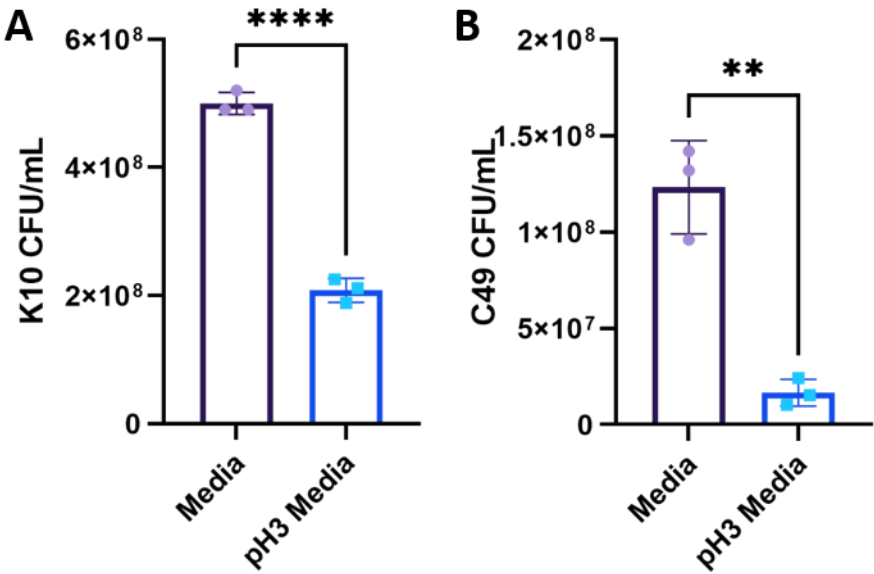 A
K10 CFU/mL
6×10⁸
4×10⁸
2×10⁸
0
****
Media
pH3 Media
B
C49 CFU/mL
2×10⁸
1.5×10⁸
1×10⁸
5×10⁷
0
**
Media
pH3 Media